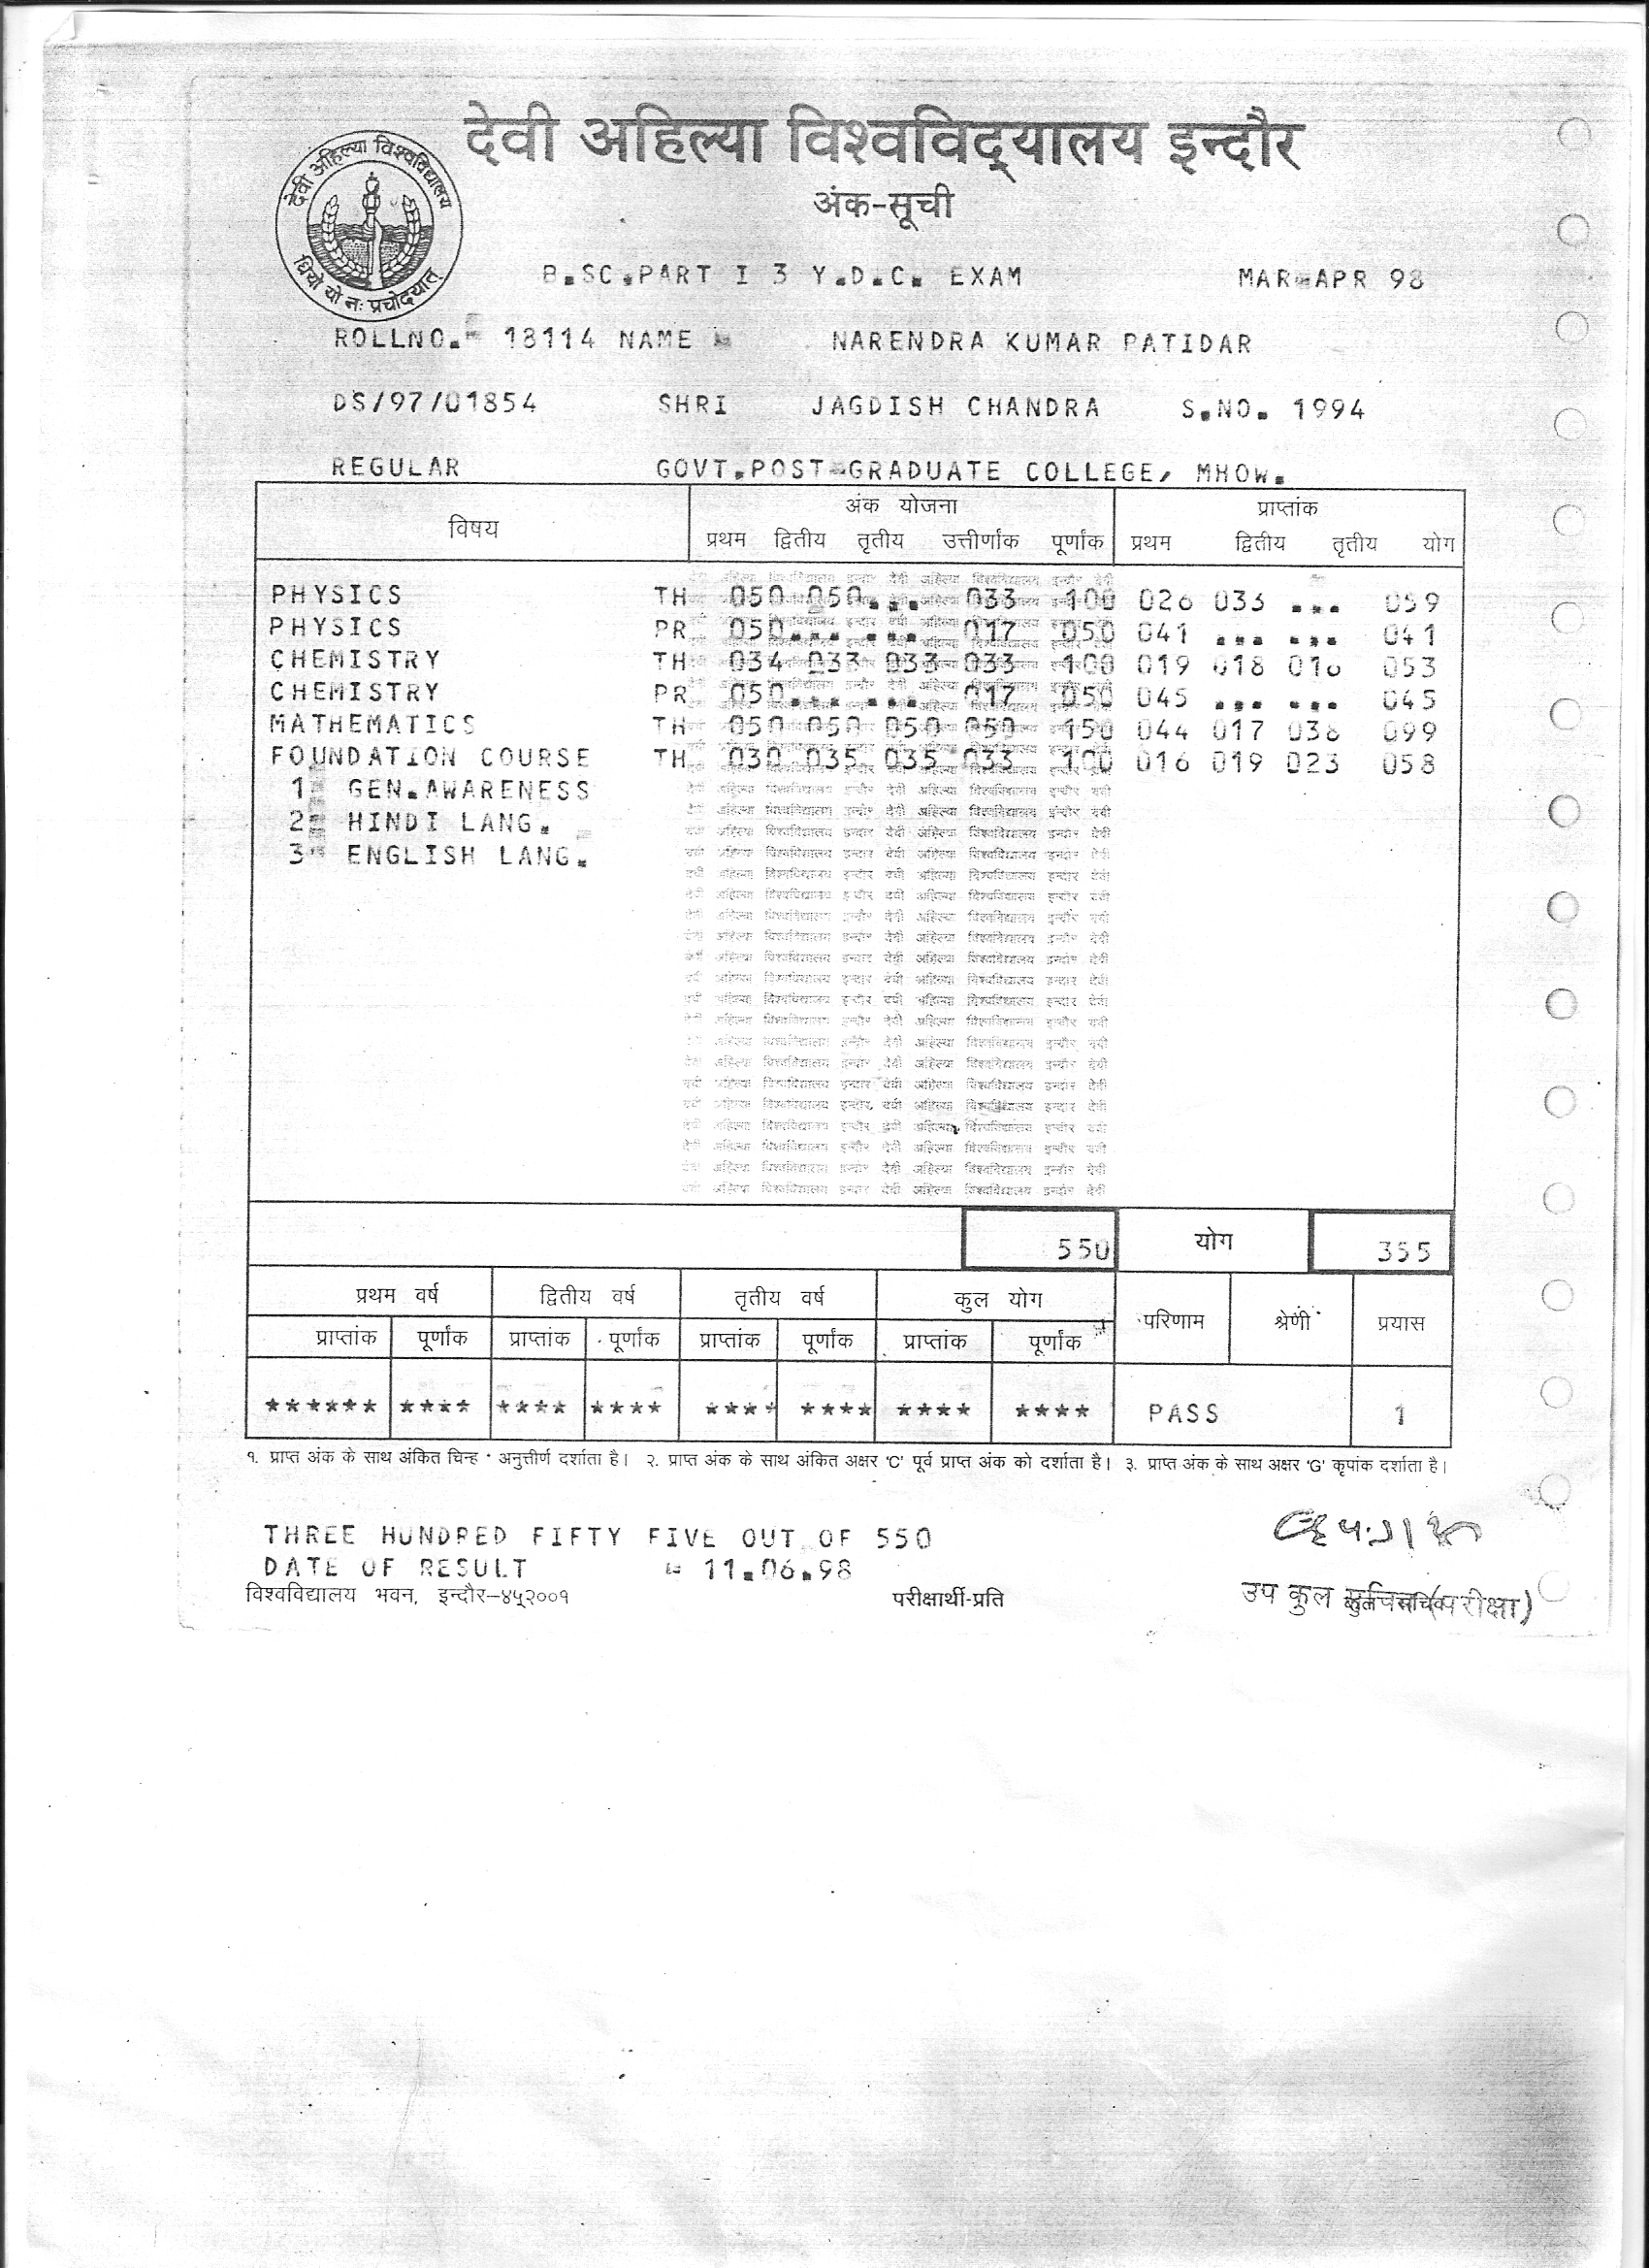 देवी अहिल्या विश्वविद्यालय इन्दौर
देवी अहिल्या विश्वविद्यालय
धियो यो नः प्रचोदयात्
अंक-सूची
B.SC.PART I 3 Y.D.C. EXAM MAR-APR 98
ROLLNO.- 18114 NAME - NARENDRA KUMAR PATIDAR
DS/97/01854 SHRI JAGDISH CHANDRA S.NO. 1994
REGULAR GOVT.POST-GRADUATE COLLEGE, MHOW.
विषय अंक योजना प्राप्तांक
प्रथम द्वितीय तृतीय उत्तीर्णांक पूर्णांक प्रथम द्वितीय तृतीय योग
PHYSICS TH 050 050... 033 100 026 033 ... 059
PHYSICS PR 050... ... 017 050 041 ... ... 041
CHEMISTRY TH 034 033 033 033 100 019 018 016 053
CHEMISTRY PR 050... ... 017 050 045 ... ... 045
MATHEMATICS TH 050 050 050 050 150 044 017 038 099
FOUNDATION COURSE TH 030 035 035 033 100 016 019 023 058
1- GEN.AWARENESS
2- HINDI LANG.
3- ENGLISH LANG.
550 योग 355
प्रथम वर्ष द्वितीय वर्ष तृतीय वर्ष कुल योग परिणाम श्रेणी प्रयास
प्राप्तांक पूर्णांक प्राप्तांक पूर्णांक प्राप्तांक पूर्णांक प्राप्तांक पूर्णांक
****** **** **** **** **** **** **** **** PASS 1
१. प्राप्त अंक के साथ अंकित चिन्ह * अनुत्तीर्ण दर्शाता है। २. प्राप्त अंक के साथ अंकित अक्षर 'C' पूर्व प्राप्त अंक को दर्शाता है। ३. प्राप्त अंक के साथ अक्षर 'G' कृपांक दर्शाता है।
THREE HUNDRED FIFTY FIVE OUT OF 550
DATE OF RESULT - 11.06.98
विश्वविद्यालय भवन, इन्दौर-४५२००१ परीक्षार्थी-प्रति उप कुल सचिव (परीक्षा)